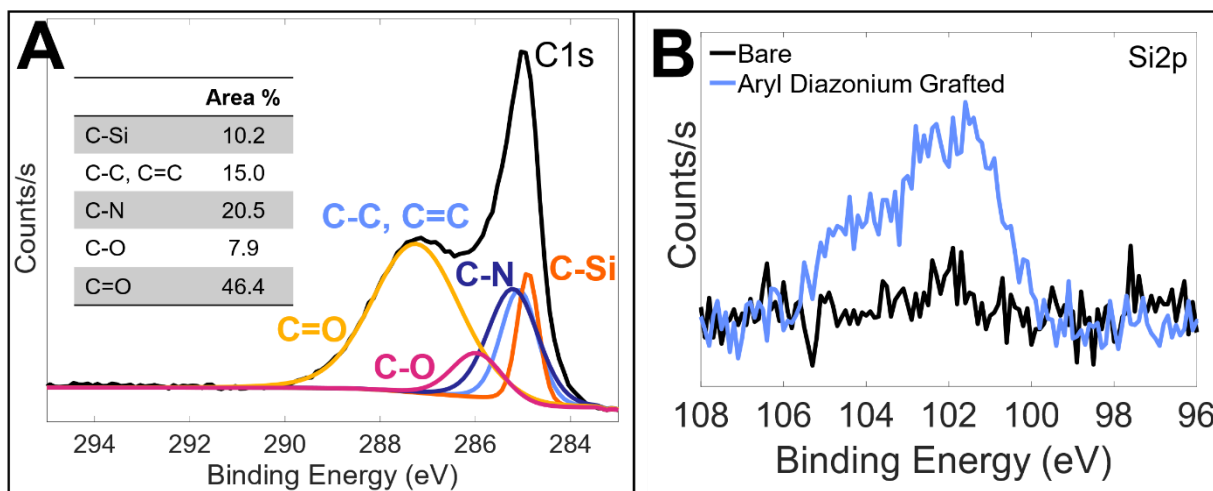 A
C1s
Area %
C-Si 10.2
C-C, C=C 15.0
C-N 20.5
C-O 7.9
C=O 46.4
C-C, C=C
C-N
C-Si
C=O
C-O
Counts/s
294 292 290 288 286 284
Binding Energy (eV)
B
Bare
Aryl Diazonium Grafted
Si2p
Counts/s
108 106 104 102 100 98 96
Binding Energy (eV)